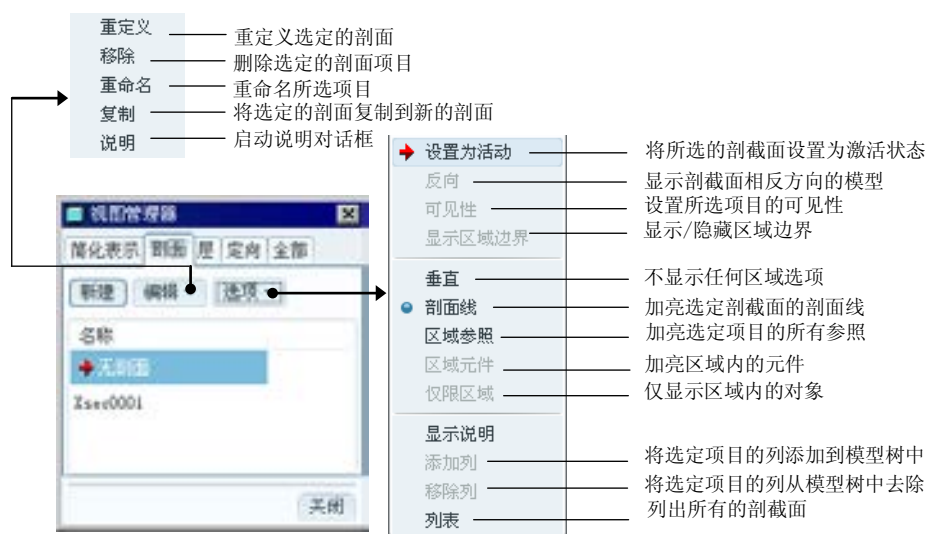 重定义
重定义选定的剖面
移除
删除选定的剖面项目
重命名
重命名所选项目
复制
将选定的剖面复制到新的剖面
说明
启动说明对话框
设置为活动
将所选的剖截面设置为激活状态
反向
显示剖截面相反方向的模型
可见性
设置所选项目的可见性
显示区域边界
显示/隐藏区域边界
垂直
不显示任何区域选项
剖面线
加亮选定剖截面的剖面线
区域参照
加亮选定项目的所有参照
区域元件
加亮区域内的元件
仅限区域
仅显示区域内的对象
显示说明
添加列
将选定项目的列添加到模型树中
移除列
将选定项目的列从模型树中去除
列表
列出所有的剖截面
视图管理器
简化表示 剖面 层 定向 全部
新建 编辑 选项
名称
无剖面
Xsec0001
关闭